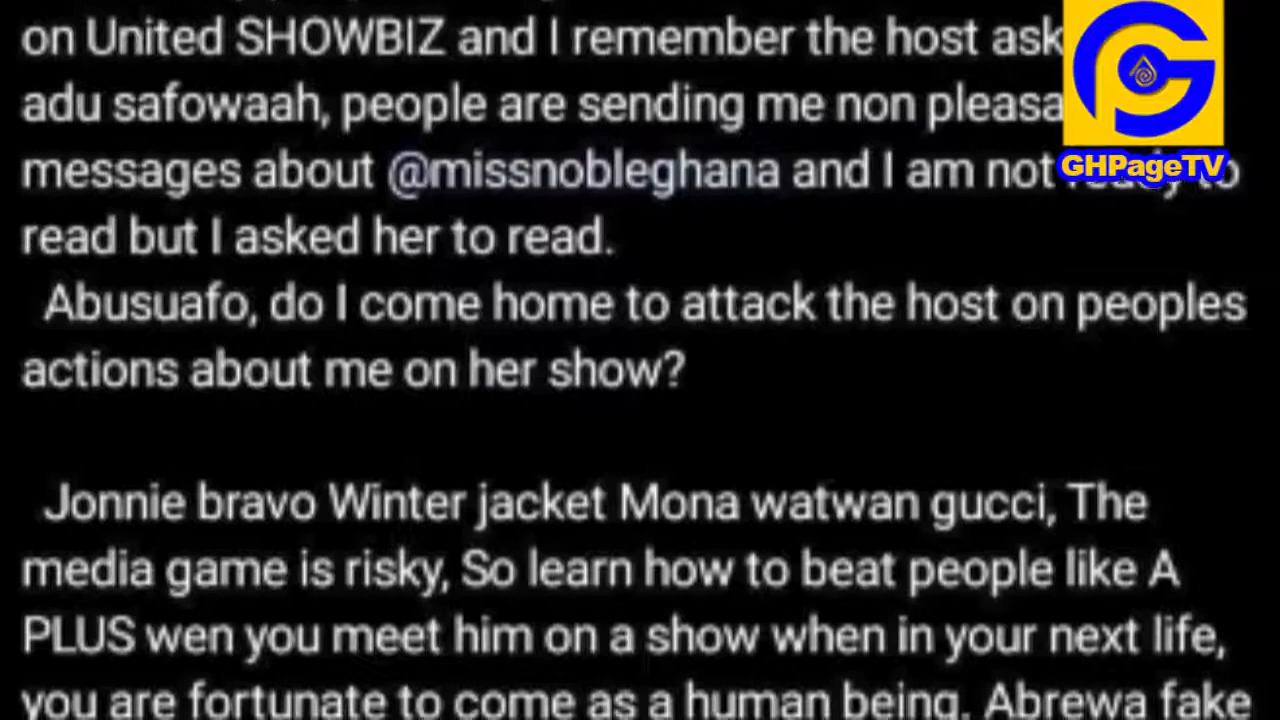 on United SHOWBIZ and I remember the host ask
adu safowaah, people are sending me non pleasa
messages about @missnobleghana and I am not to
read but I asked her to read.
Abusuafo, do I come home to attack the host on peoples
actions about me on her show?
Jonnie bravo Winter jacket Mona watwan gucci, The
media game is risky, So learn how to beat people like A
PLUS wen you meet him on a show when in your next life,
you are fortunate to come as a human being. Abrewa fake
GHPageTV